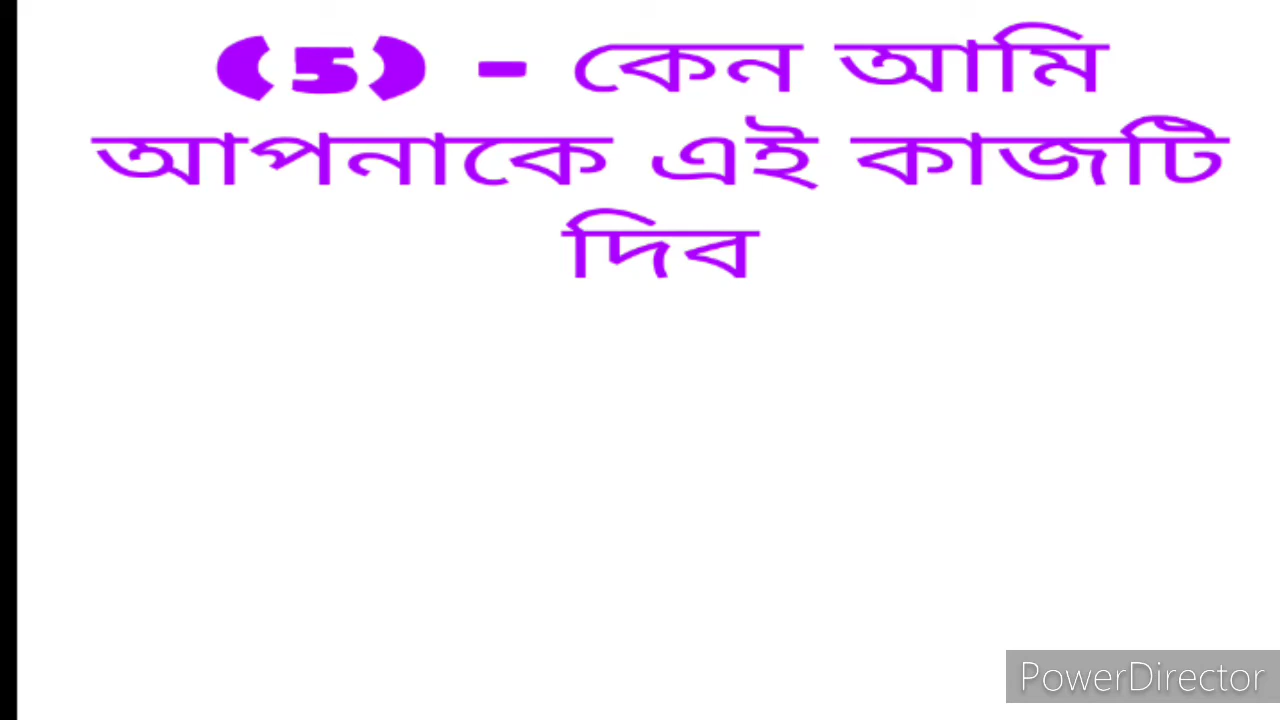 (5) - কেন আমি
আপনাকে এই কাজটি
দিব
PowerDirector